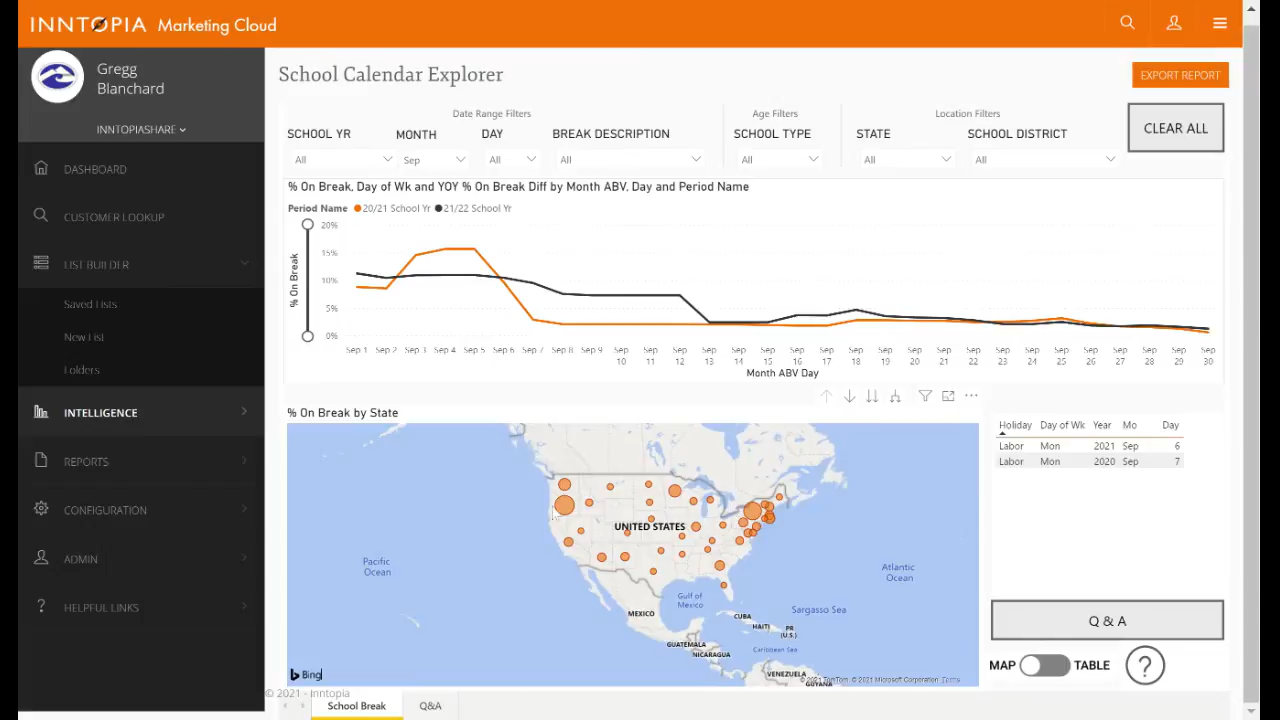 INNTOPIA Marketing Cloud
Gregg
Blanchard
INNTOPIASHARE
DASHBOARD
CUSTOMER LOOKUP
LIST BUILDER
Saved Lists
New List
Folders
INTELLIGENCE
REPORTS
CONFIGURATION
ADMIN
? HELPFUL LINKS
School Calendar Explorer
EXPORT REPORT
Date Range Filters
Age Filters
Location Filters
SCHOOL YR MONTH DAY BREAK DESCRIPTION SCHOOL TYPE STATE SCHOOL DISTRICT
All Sep All All All All All
CLEAR ALL
% On Break, Day of Wk and YOY % On Break Diff by Month ABV, Day and Period Name
Period Name 20/21 School Yr 21/22 School Yr
20%
15%
10%
5%
0%
% On Break
Sep 1 Sep 2 Sep 3 Sep 4 Sep 5 Sep 6 Sep 7 Sep 8 Sep 9 Sep Sep Sep Sep Sep Sep Sep Sep Sep Sep Sep Sep Sep Sep Sep Sep Sep Sep Sep Sep Sep
10 11 12 13 14 15 16 17 18 19 20 21 22 23 24 25 26 27 28 29 30
Month ABV Day
% On Break by State
UNITED STATES
Pacific
Ocean
Atlantic
Ocean
Gulf of
Mexico
Sargasso Sea
MEXICO
CUBA
HAITI
PR
(U.S.)
GUATEMALA
NICARAGUA
Caribbean Sea
VENEZUELA
GUYANA
Bing
© 2021 TomTom, © 2021 Microsoft Corporation Terms
Holiday Day of Wk Year Mo Day
Labor Mon 2021 Sep 6
Labor Mon 2020 Sep 7
Q & A
MAP TABLE ?
© 2021 - Inntopia
School Break Q&A